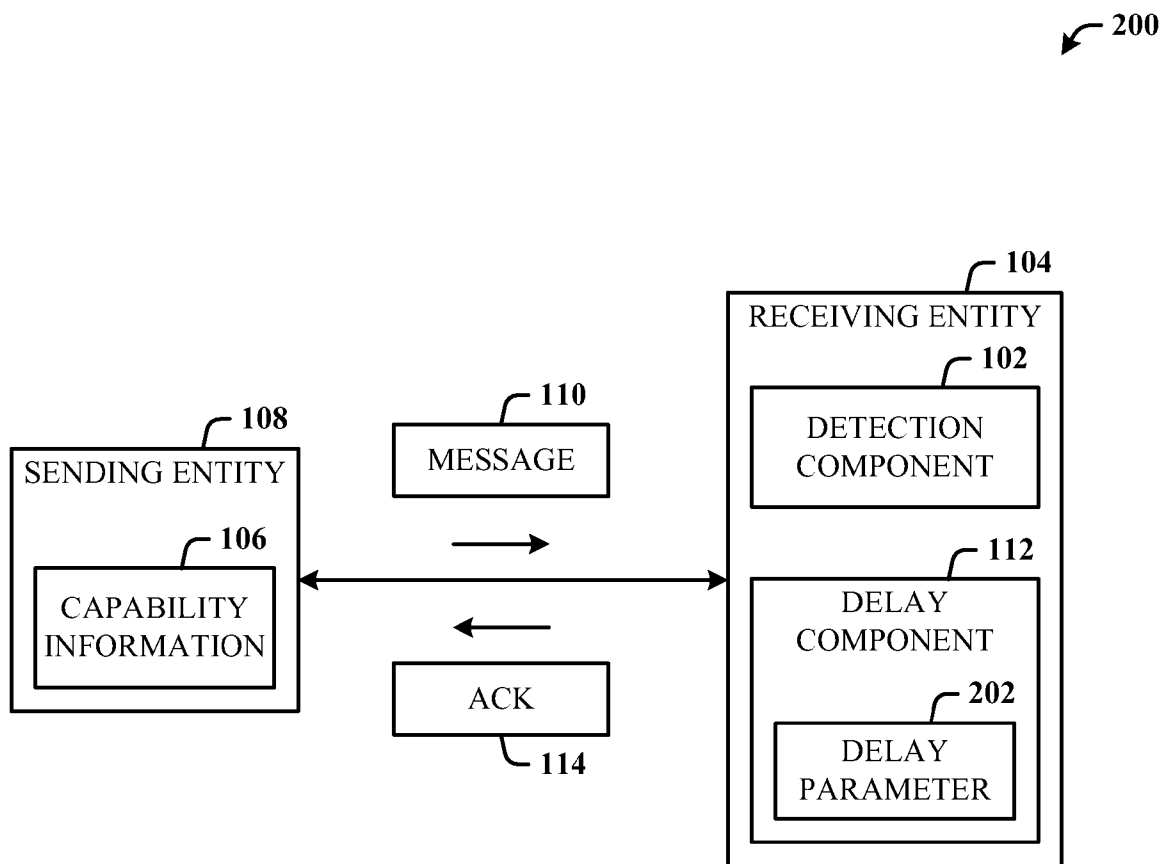 200
104
RECEIVING ENTITY
102
DETECTION
COMPONENT
108
SENDING ENTITY
106
CAPABILITY
INFORMATION
110
MESSAGE
ACK
114
112
DELAY
COMPONENT
202
DELAY
PARAMETER